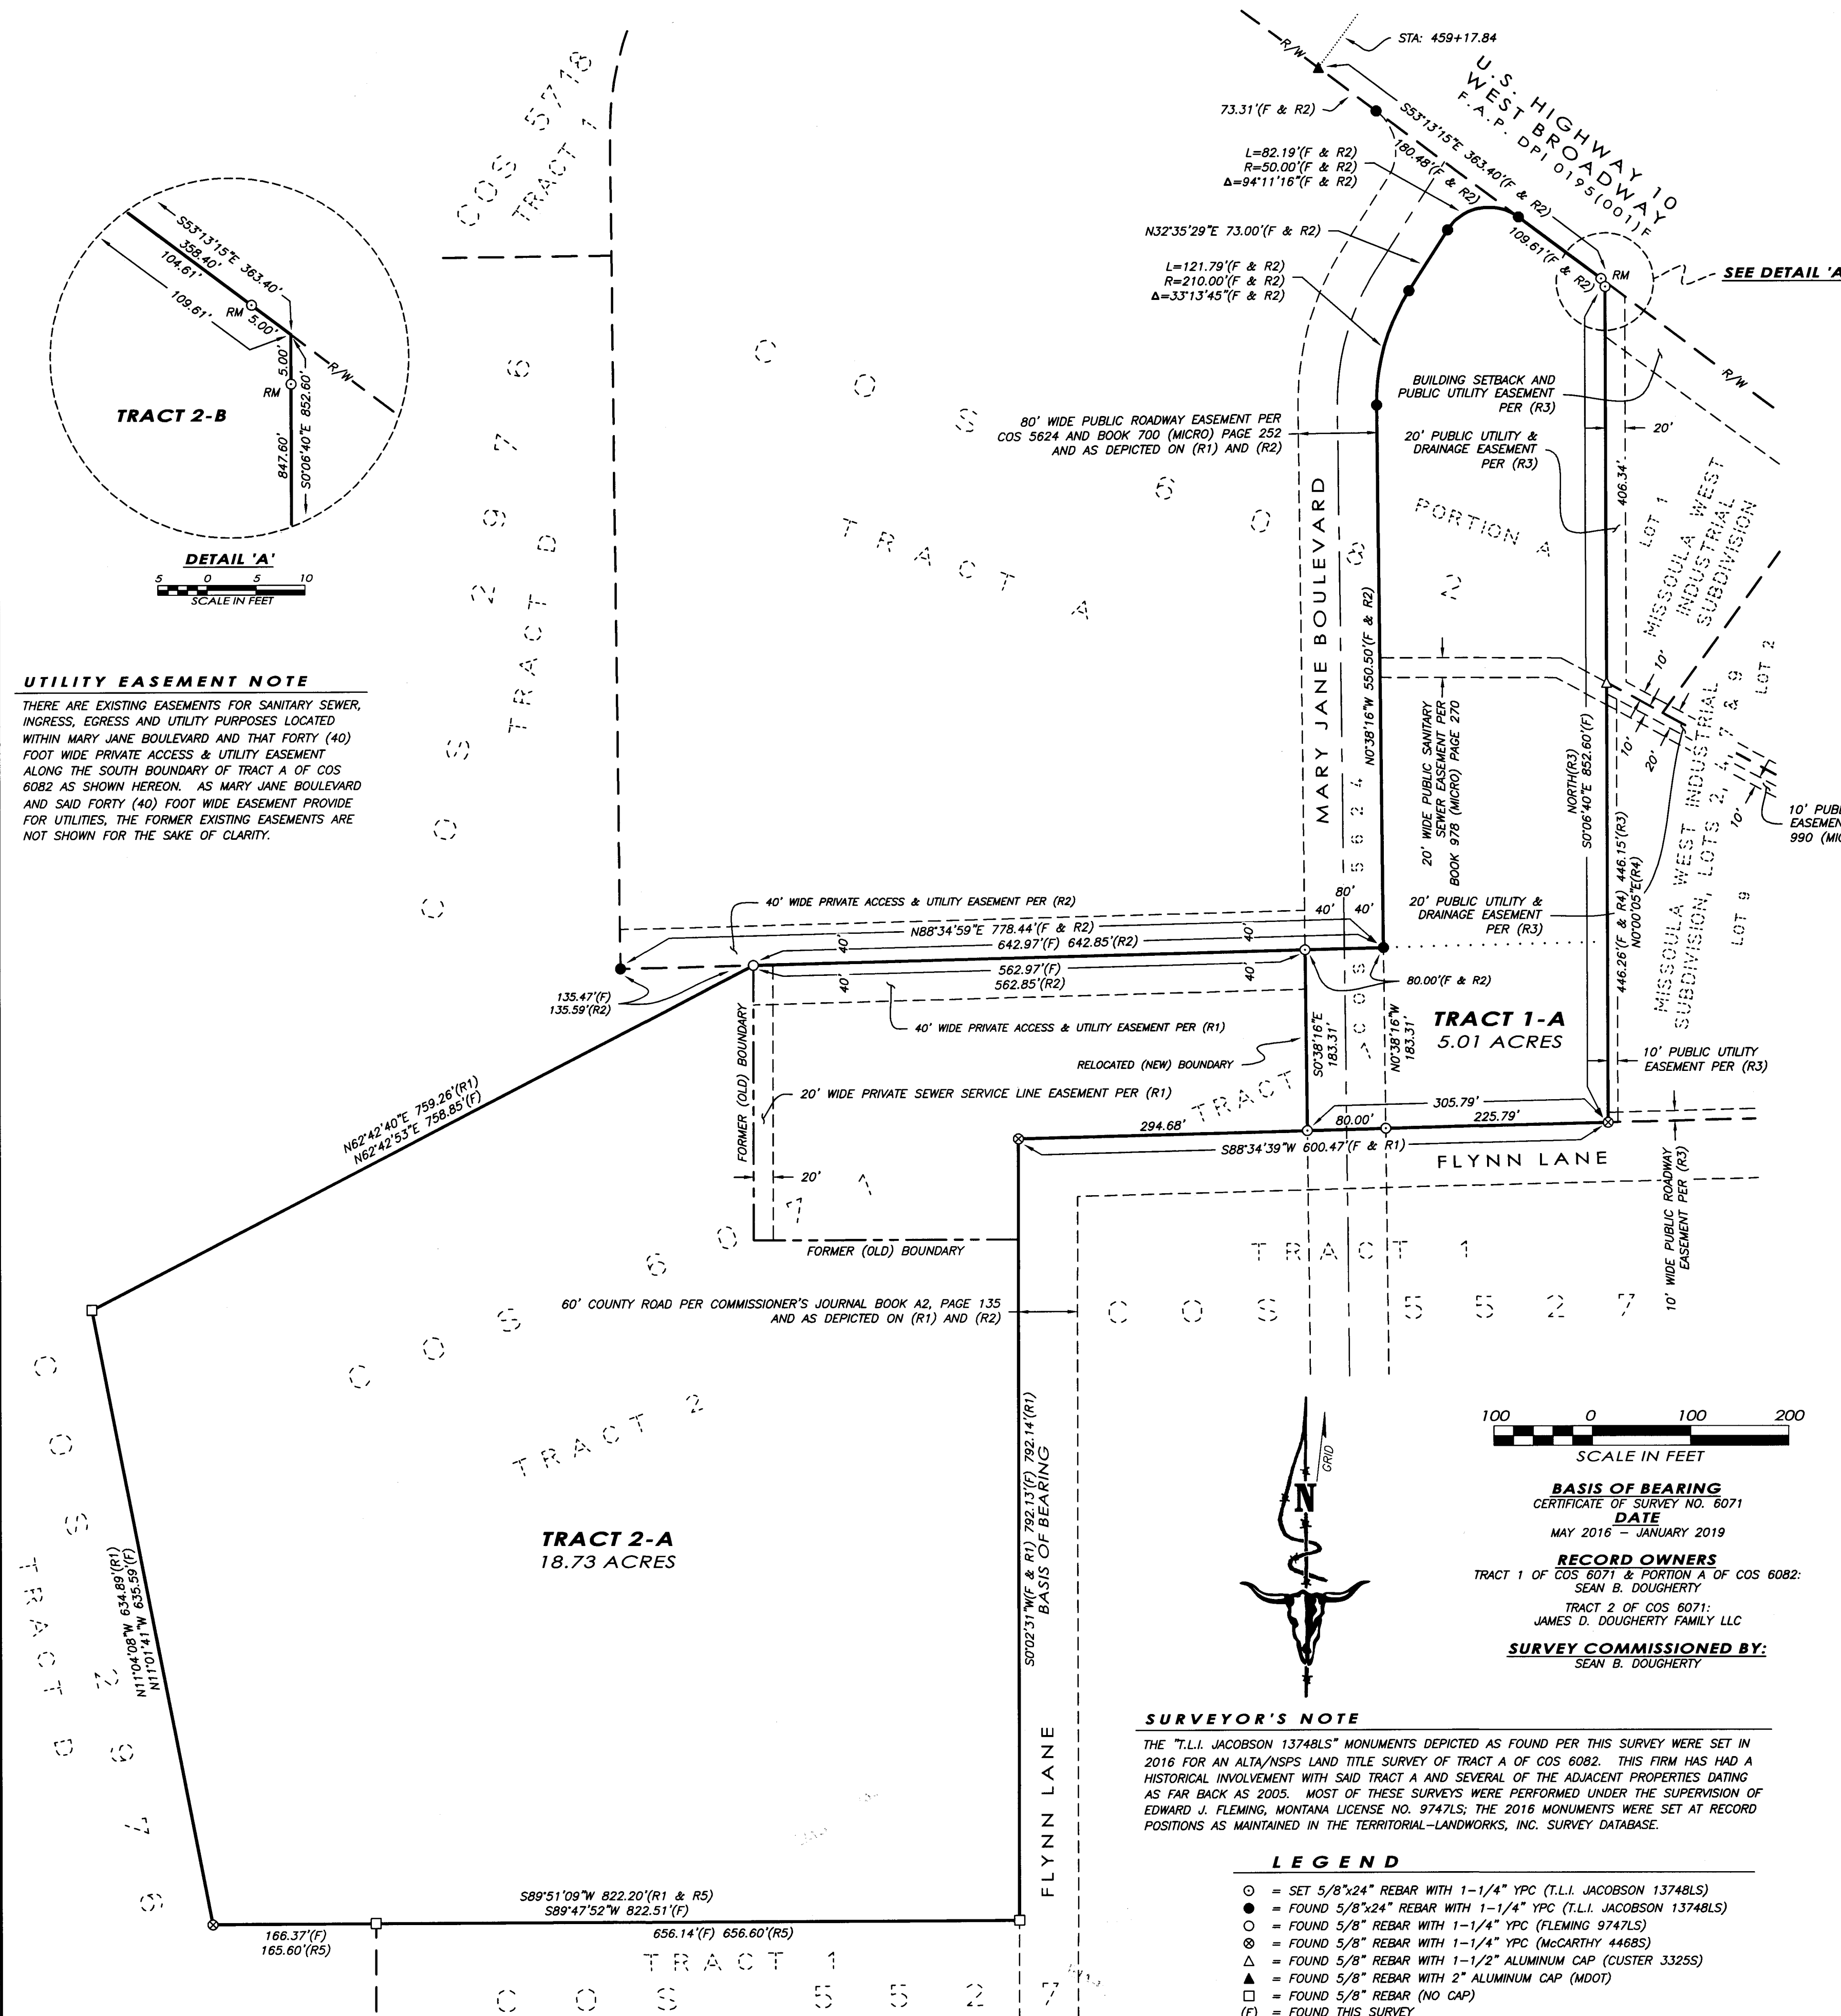 STA: 459+17.84
R/W
U.S. HIGHWAY 10
WEST BROADWAY
F.A.P. DPI 0195(001)F
73.31'(F & R2)
S53°13'15"E 363.40'(F & R2)
180.48'(F & R2)
109.61'(F & R2)
L=82.19'(F & R2)
R=50.00'(F & R2)
Δ=94°11'16"(F & R2)
N32°35'29"E 73.00'(F & R2)
L=121.79'(F & R2)
R=210.00'(F & R2)
Δ=33°13'45"(F & R2)
RM
SEE DETAIL 'A
R/W
COS 5718
TRACT 1
S53°13'15"E 363.40'
358.40'
104.61'
109.61'
RM
5.00'
5.00'
RM
R/W
847.60'
S0°06'40"E 852.60'
TRACT 2-B
DETAIL 'A'
5 0 5 10
SCALE IN FEET
UTILITY EASEMENT NOTE
THERE ARE EXISTING EASEMENTS FOR SANITARY SEWER,
INGRESS, EGRESS AND UTILITY PURPOSES LOCATED
WITHIN MARY JANE BOULEVARD AND THAT FORTY (40)
FOOT WIDE PRIVATE ACCESS & UTILITY EASEMENT
ALONG THE SOUTH BOUNDARY OF TRACT A OF COS
6082 AS SHOWN HEREON. AS MARY JANE BOULEVARD
AND SAID FORTY (40) FOOT WIDE EASEMENT PROVIDE
FOR UTILITIES, THE FORMER EXISTING EASEMENTS ARE
NOT SHOWN FOR THE SAKE OF CLARITY.
COS 2976
TRACT D
COS 6082
TRACT A
PORTION A
BUILDING SETBACK AND
PUBLIC UTILITY EASEMENT
PER (R3)
80' WIDE PUBLIC ROADWAY EASEMENT PER
COS 5624 AND BOOK 700 (MICRO) PAGE 252
AND AS DEPICTED ON (R1) AND (R2)
20' PUBLIC UTILITY &
DRAINAGE EASEMENT
PER (R3)
20'
406.34'
LOT 1
MISSOULA WEST
INDUSTRIAL
SUBDIVISION
MARY JANE BOULEVARD
N0°38'16"W 550.50'(F & R2)
COS 5624
20' WIDE PUBLIC SANITARY
SEWER EASEMENT PER
BOOK 978 (MICRO) PAGE 270
NORTH(R3)
S0°06'40"E 852.60'(F)
446.26'(F & R4) 446.15'(R3)
N0°00'05"E(R4)
10'
10'
20'
10'
LOT 2
MISSOULA WEST INDUSTRIAL
SUBDIVISION, LOTS 2, 4, 7 & 9
LOT 9
10' PUBL
EASEMEN
990 (MIC
40' WIDE PRIVATE ACCESS & UTILITY EASEMENT PER (R2)
80'
40' 40'
N88°34'59"E 778.44'(F & R2)
642.97'(F) 642.85'(R2)
40'
40'
562.97'(F)
562.85'(R2)
40'
40'
135.47'(F)
135.59'(R2)
80.00'(F & R2)
20' PUBLIC UTILITY &
DRAINAGE EASEMENT
PER (R3)
40' WIDE PRIVATE ACCESS & UTILITY EASEMENT PER (R1)
FORMER (OLD) BOUNDARY
RELOCATED (NEW) BOUNDARY
S0°38'16"E
183.31'
N0°38'16"W
183.31'
TRACT 1-A
5.01 ACRES
10' PUBLIC UTILITY
EASEMENT PER (R3)
20' WIDE PRIVATE SEWER SERVICE LINE EASEMENT PER (R1)
N62°42'40"E 759.26'(R1)
N62°42'53"E 758.85'(F)
TRACT 1
305.79'
294.68'
80.00'
225.79'
S88°34'39"W 600.47'(F & R1)
FLYNN LANE
20'
FORMER (OLD) BOUNDARY
10' WIDE PUBLIC ROADWAY
EASEMENT PER (R3)
COS 6071
TRACT 1
COS 5527
60' COUNTY ROAD PER COMMISSIONER'S JOURNAL BOOK A2, PAGE 135
AND AS DEPICTED ON (R1) AND (R2)
TRACT 2
COS 2976
TRACT D
N11°04'08"W 634.89'(R1)
N11°01'41"W 635.59'(F)
TRACT 2-A
18.73 ACRES
S0°02'31"W(F & R1) 792.13'(F) 792.14'(R1)
BASIS OF BEARING
FLYNN LANE
GRID
N
100 0 100 200
SCALE IN FEET
BASIS OF BEARING
CERTIFICATE OF SURVEY NO. 6071
DATE
MAY 2016 – JANUARY 2019
RECORD OWNERS
TRACT 1 OF COS 6071 & PORTION A OF COS 6082:
SEAN B. DOUGHERTY
TRACT 2 OF COS 6071:
JAMES D. DOUGHERTY FAMILY LLC
SURVEY COMMISSIONED BY:
SEAN B. DOUGHERTY
SURVEYOR'S NOTE
THE "T.L.I. JACOBSON 13748LS" MONUMENTS DEPICTED AS FOUND PER THIS SURVEY WERE SET IN
2016 FOR AN ALTA/NSPS LAND TITLE SURVEY OF TRACT A OF COS 6082. THIS FIRM HAS HAD A
HISTORICAL INVOLVEMENT WITH SAID TRACT A AND SEVERAL OF THE ADJACENT PROPERTIES DATING
AS FAR BACK AS 2005. MOST OF THESE SURVEYS WERE PERFORMED UNDER THE SUPERVISION OF
EDWARD J. FLEMING, MONTANA LICENSE NO. 9747LS; THE 2016 MONUMENTS WERE SET AT RECORD
POSITIONS AS MAINTAINED IN THE TERRITORIAL–LANDWORKS, INC. SURVEY DATABASE.
S89°51'09"W 822.20'(R1 & R5)
S89°47'52"W 822.51'(F)
166.37'(F)
165.60'(R5)
656.14'(F) 656.60'(R5)
TRACT 1
COS 5527
LEGEND
⊙ = SET 5/8"x24" REBAR WITH 1–1/4" YPC (T.L.I. JACOBSON 13748LS)
● = FOUND 5/8"x24" REBAR WITH 1–1/4" YPC (T.L.I. JACOBSON 13748LS)
○ = FOUND 5/8" REBAR WITH 1–1/4" YPC (FLEMING 9747LS)
⊗ = FOUND 5/8" REBAR WITH 1–1/4" YPC (McCARTHY 4468S)
△ = FOUND 5/8" REBAR WITH 1–1/2" ALUMINUM CAP (CUSTER 3325S)
▲ = FOUND 5/8" REBAR WITH 2" ALUMINUM CAP (MDOT)
□ = FOUND 5/8" REBAR (NO CAP)
(F) = FOUND THIS SURVEY